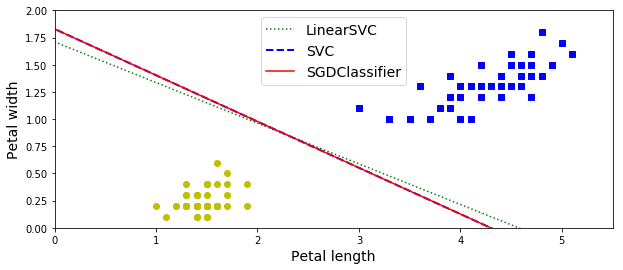 2.00
1.75
1.50
1.25
1.00
0.75
0.50
0.25
0.00
Petal width
LinearSVC
SVC
SGDClassifier
0 1 2 3 4 5
Petal length